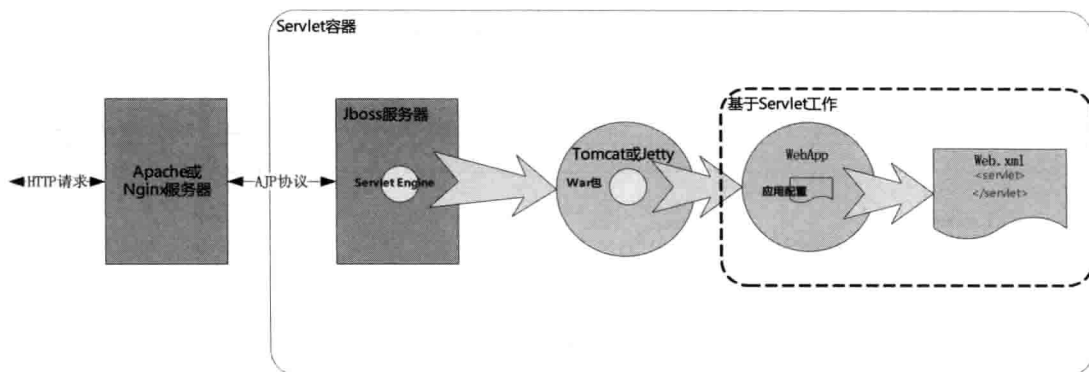 Servlet容器
Jboss服务器
基于Servlet工作
Apache或
Nginx服务器
HTTP请求
AJP协议
Servlet Engine
Tomcat或Jetty
War包
WebApp
应用配置
Web.xml
<servlet>
</servlet>